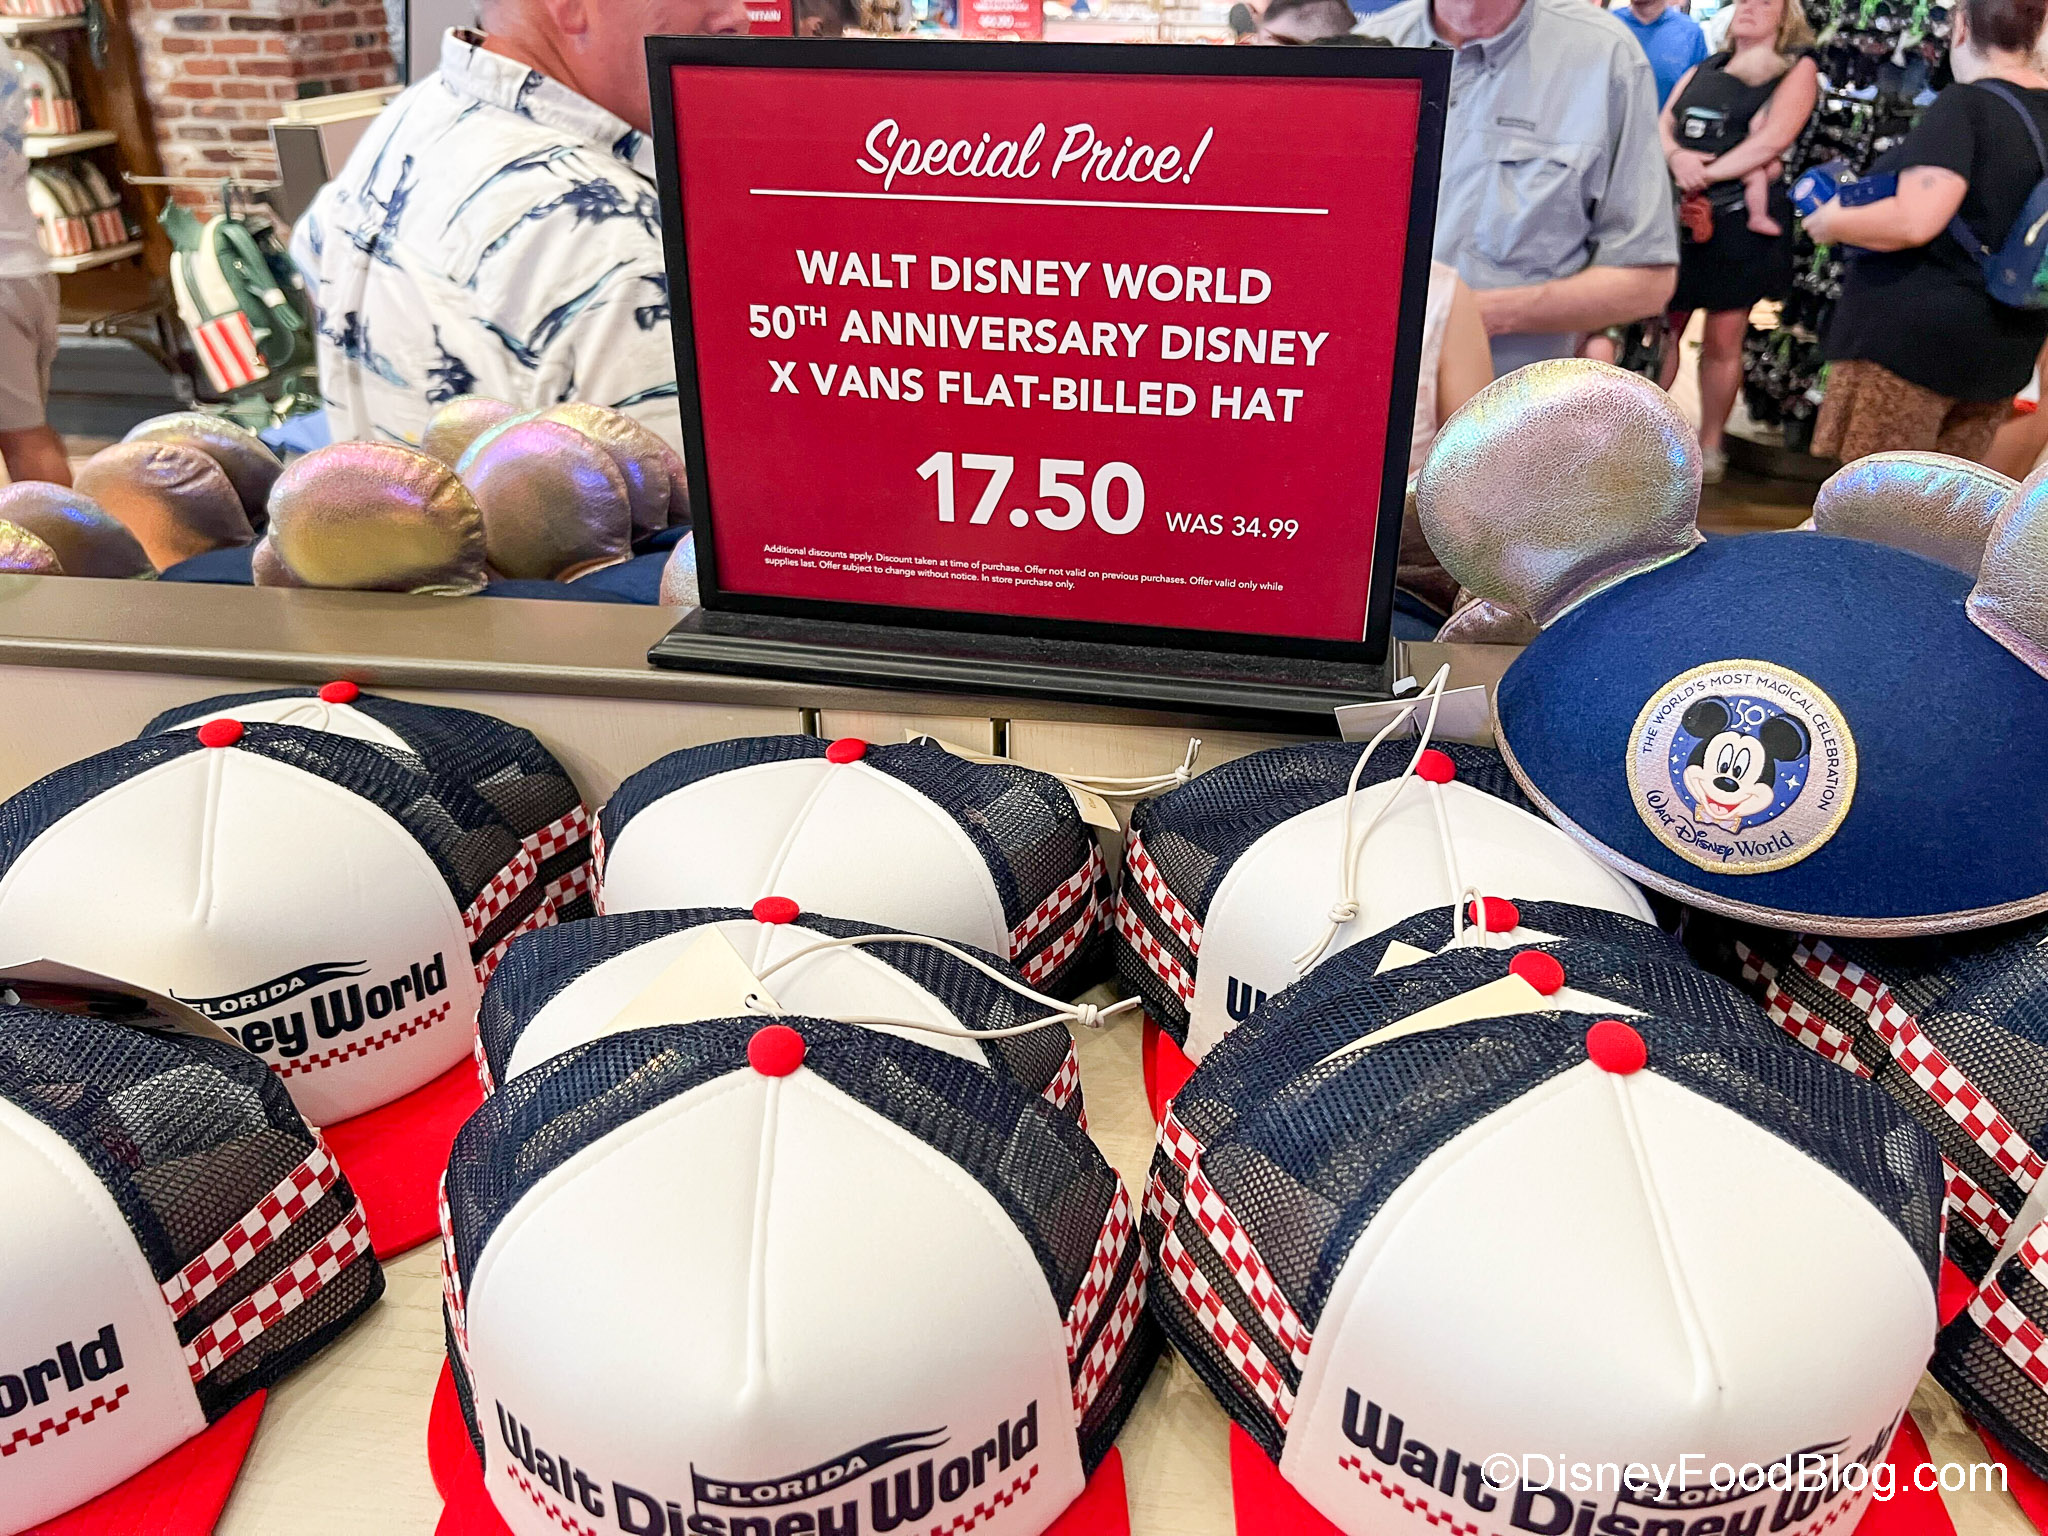 Special Price!
WALT DISNEY WORLD
50TH ANNIVERSARY DISNEY
X VANS FLAT-BILLED HAT
17.50 WAS 34.99
Additional discounts apply. Discount taken at time of purchase. Offer not valid on previous purchases. Offer valid only while
supplies last. Offer subject to change without notice. In store purchase only.
THE WORLD'S MOST MAGICAL CELEBRATION
50
Walt Disney World
FLORIDA
ney World
W
orld
FLORIDA
Walt Disney World
FLOR
Walt Disney World
©DisneyFoodBlog.com